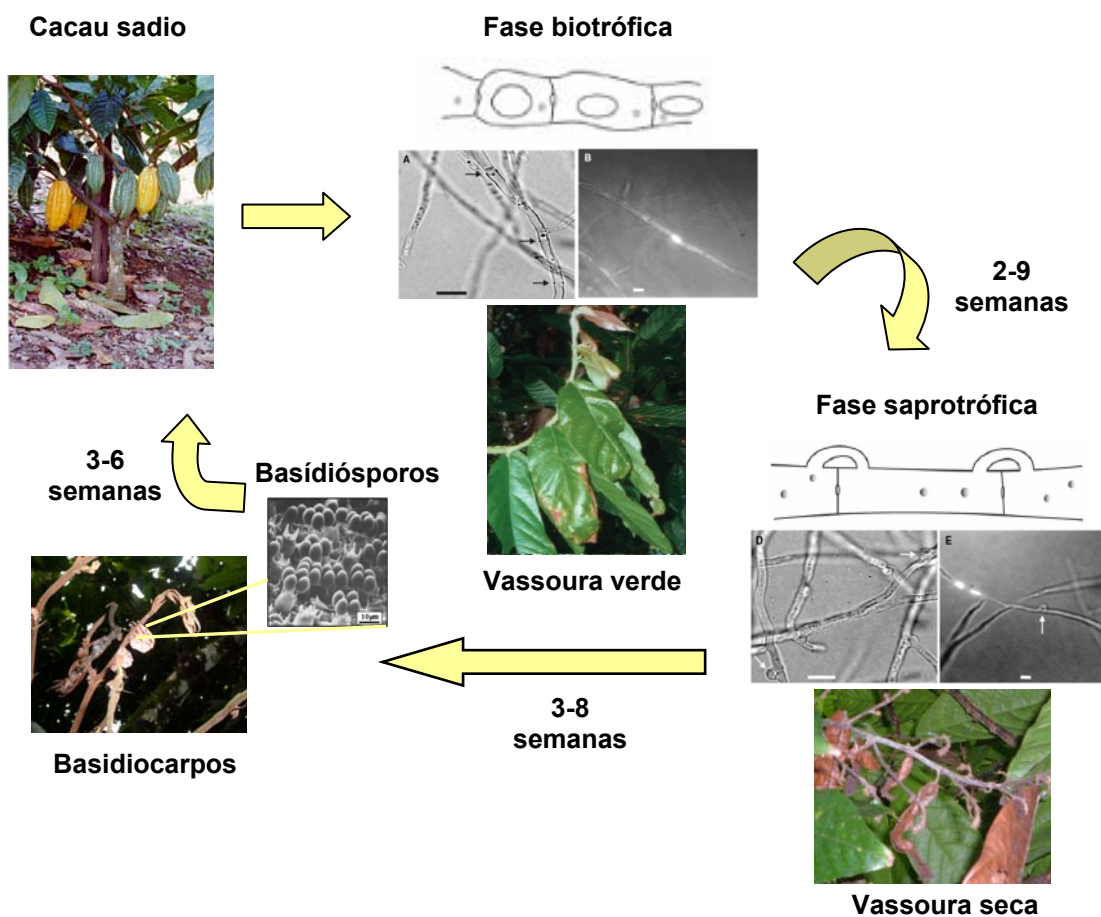 Cacau sadio
Fase biotrófica
A
B
2-9
semanas
Fase saprotrófica
D
E
Vassoura verde
3-6
semanas
Basídiósporos
10µm
Basidiocarpos
3-8
semanas
Vassoura seca